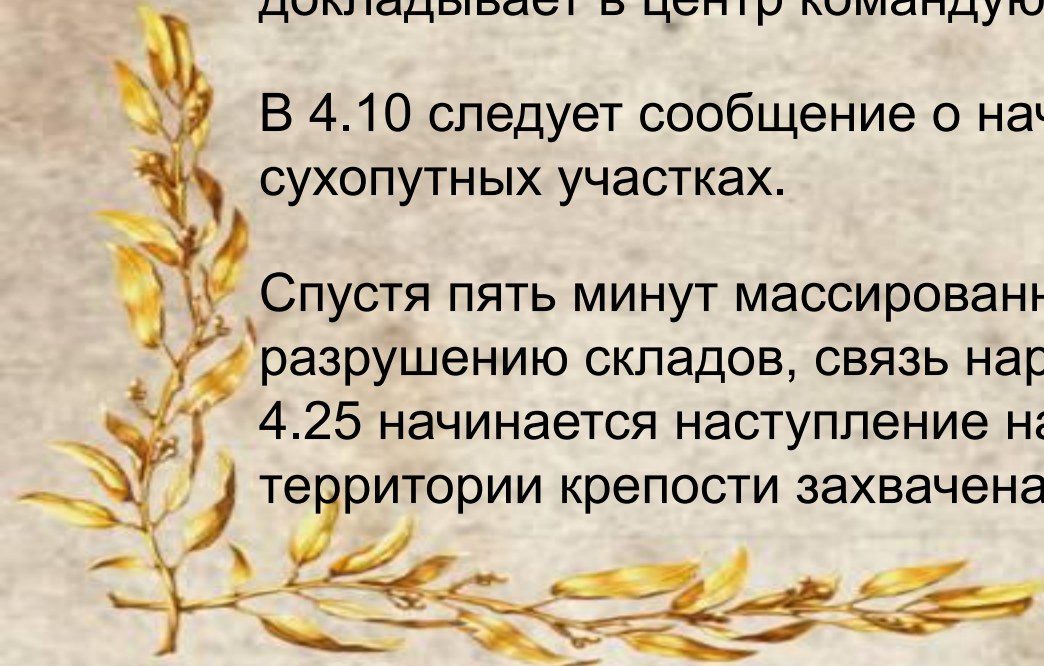 докладывает в центр командую
В 4.10 следует сообщение о нач
сухопутных участках.
Спустя пять минут массированн
разрушению складов, связь нар
4.25 начинается наступление на
территории крепости захвачена